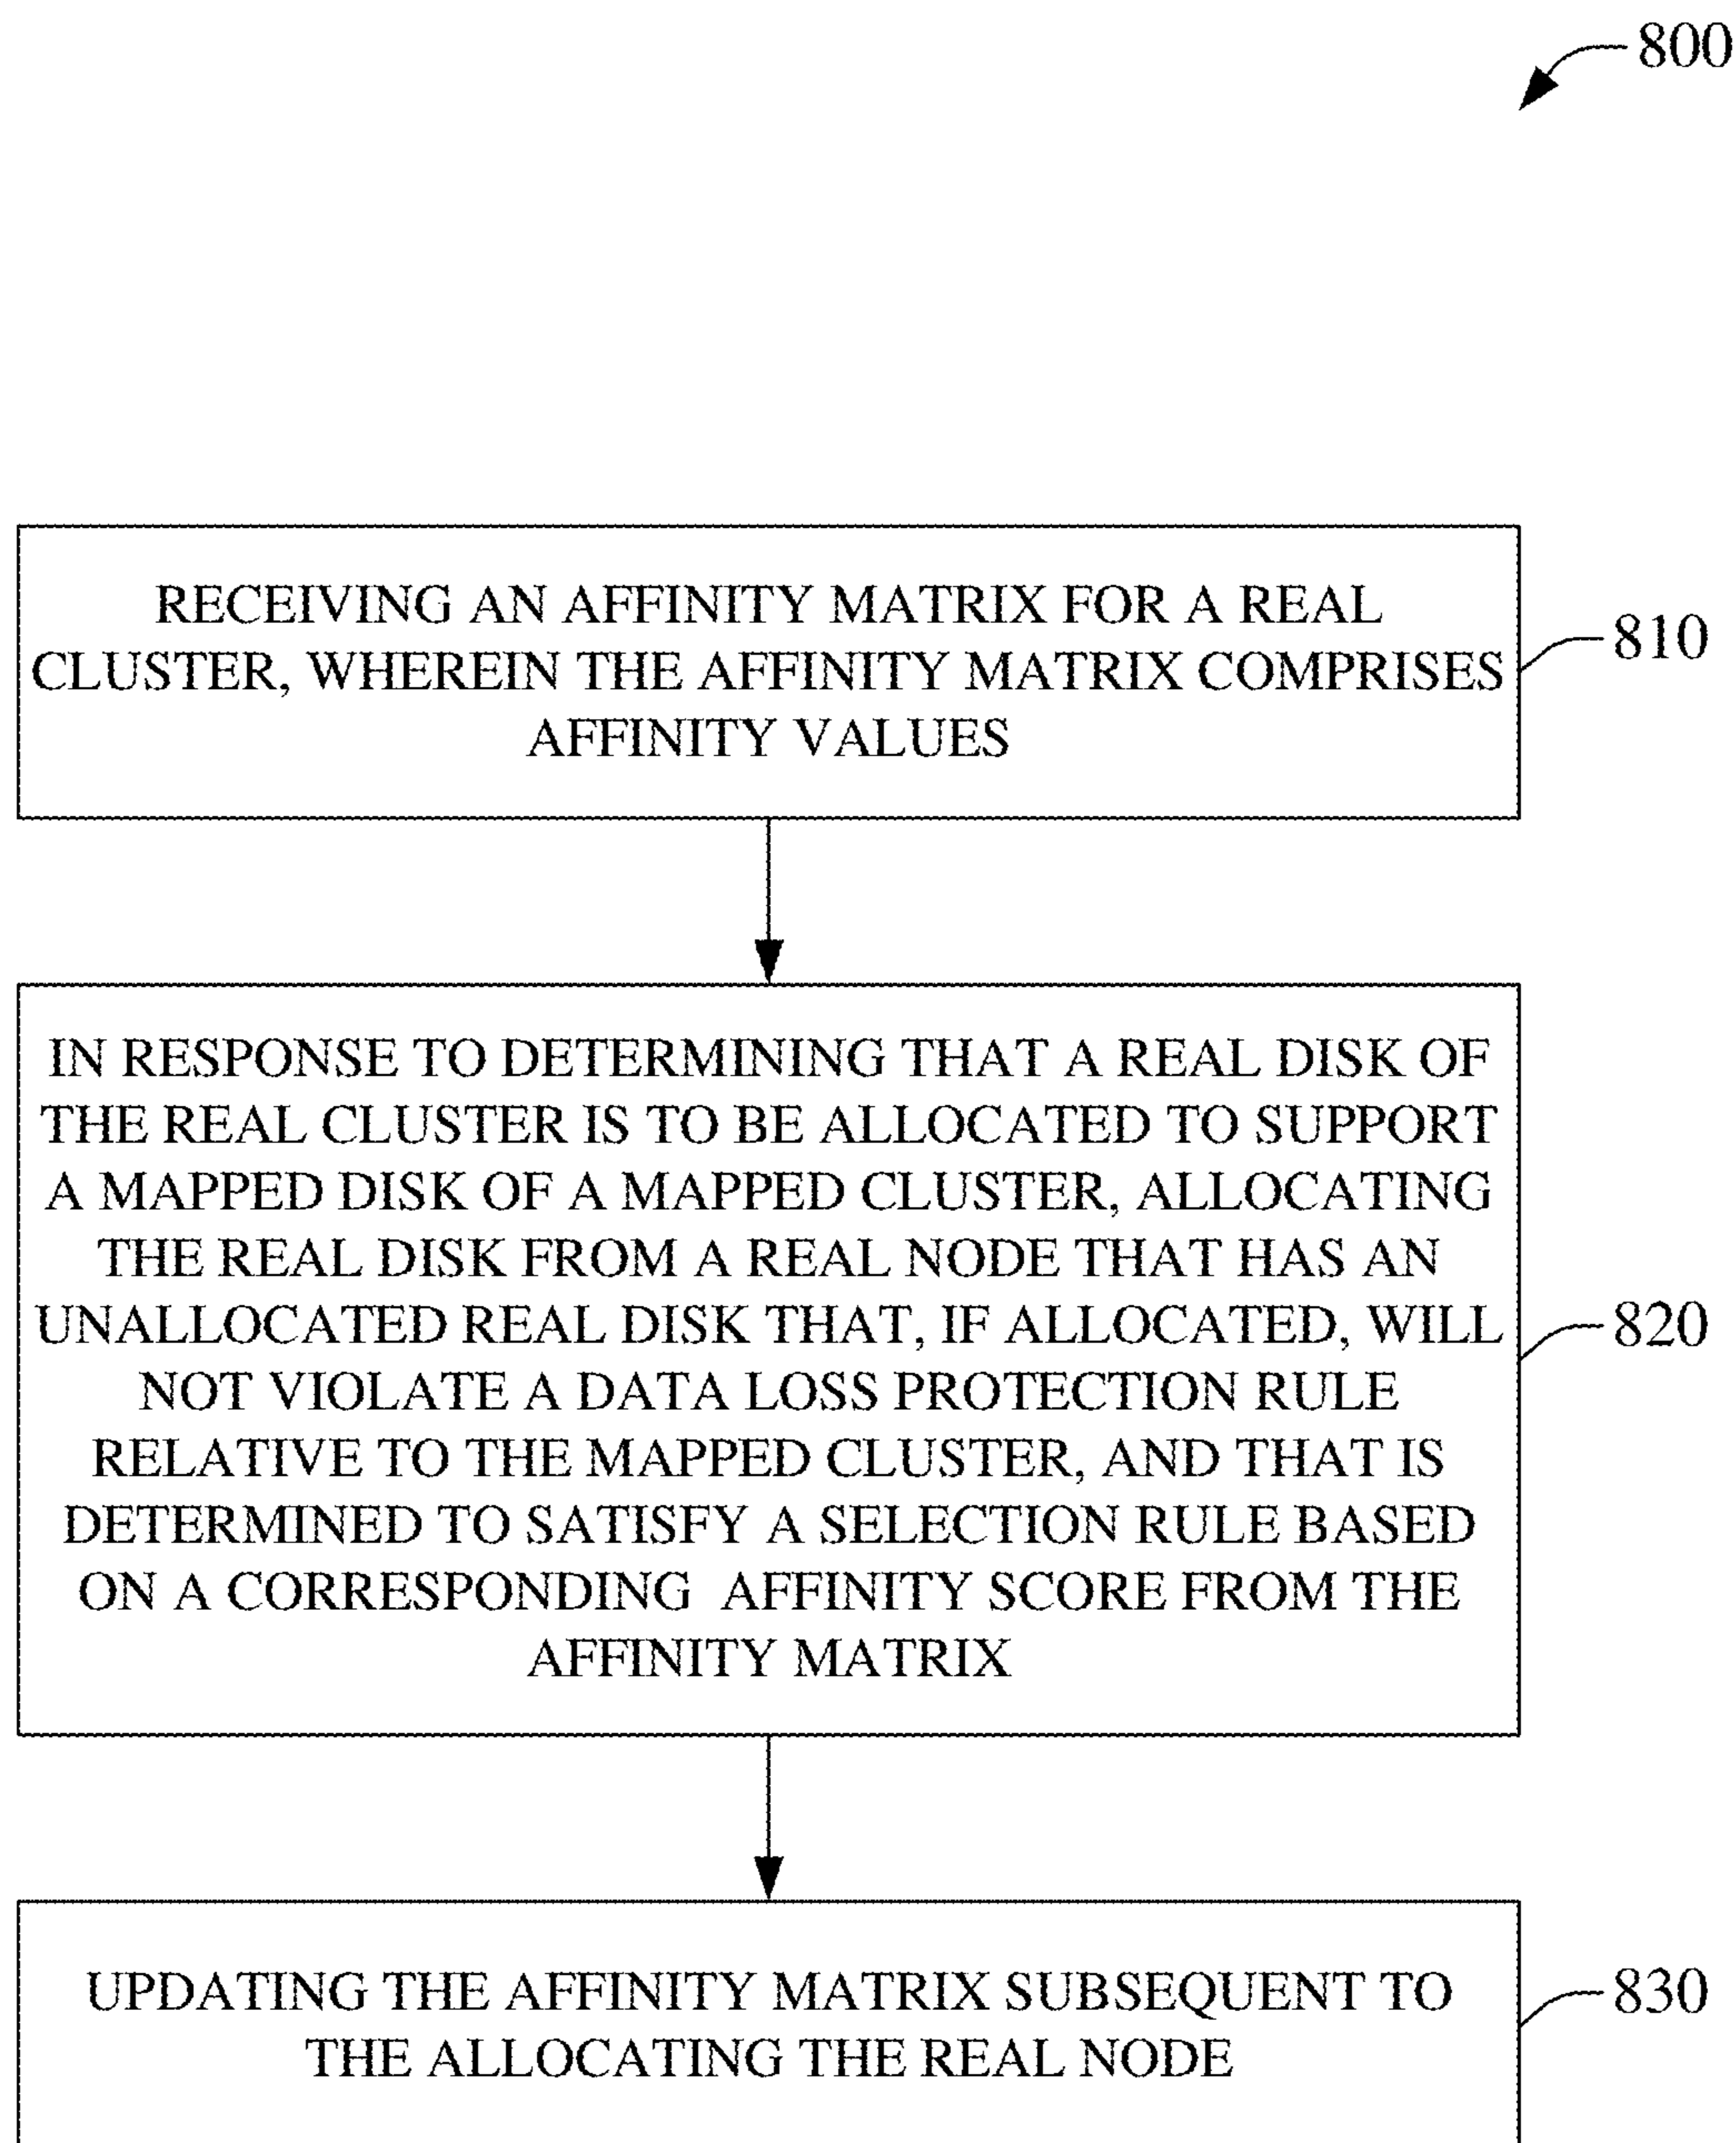 800
RECEIVING AN AFFINITY MATRIX FOR A REAL
CLUSTER, WHEREIN THE AFFINITY MATRIX COMPRISES
AFFINITY VALUES
810
IN RESPONSE TO DETERMINING THAT A REAL DISK OF
THE REAL CLUSTER IS TO BE ALLOCATED TO SUPPORT
A MAPPED DISK OF A MAPPED CLUSTER, ALLOCATING
THE REAL DISK FROM A REAL NODE THAT HAS AN
UNALLOCATED REAL DISK THAT, IF ALLOCATED, WILL
NOT VIOLATE A DATA LOSS PROTECTION RULE
RELATIVE TO THE MAPPED CLUSTER, AND THAT IS
DETERMINED TO SATISFY A SELECTION RULE BASED
ON A CORRESPONDING AFFINITY SCORE FROM THE
AFFINITY MATRIX
820
UPDATING THE AFFINITY MATRIX SUBSEQUENT TO
THE ALLOCATING THE REAL NODE
830